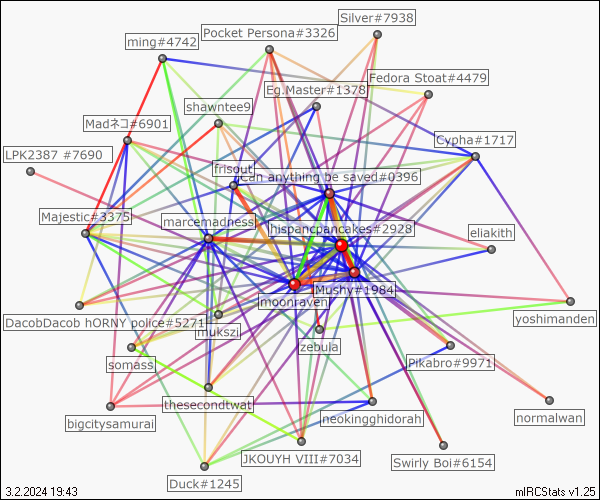 Silver#7938
Pocket Persona#3326
ming#4742
Fedora Stoat#4479
Eg.Master#1378
shawntee9
Madネコ#6901
Cypha#1717
LPK2387 #7690
frisout
Can anything be saved#0396
Majestic#3375
marcemadness
hispancpancakes#2928
eliakith
Mushy#1984
moonraven
DacobDacob hORNY police#5271
mukszi
yoshimanden
zebula
somass
Pikabro#9971
thesecondtwat
normalwan
bigcitysamurai
neokingghidorah
JKOUYH VIII#7034
Swirly Boi#6154
Duck#1245
3.2.2024 19:43
mIRCStats v1.25